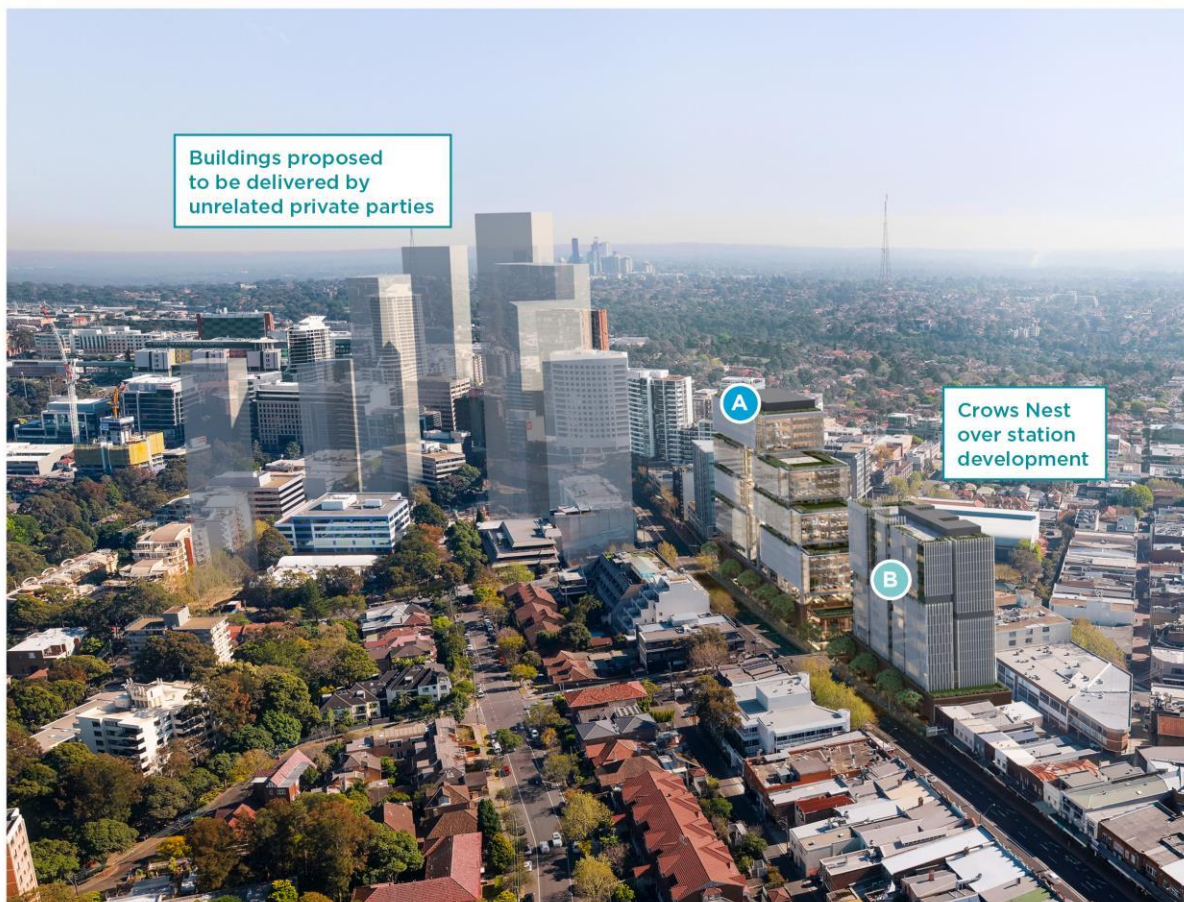 Buildings proposed
to be delivered by
unrelated private parties
A
Crows Nest
over station
development
B